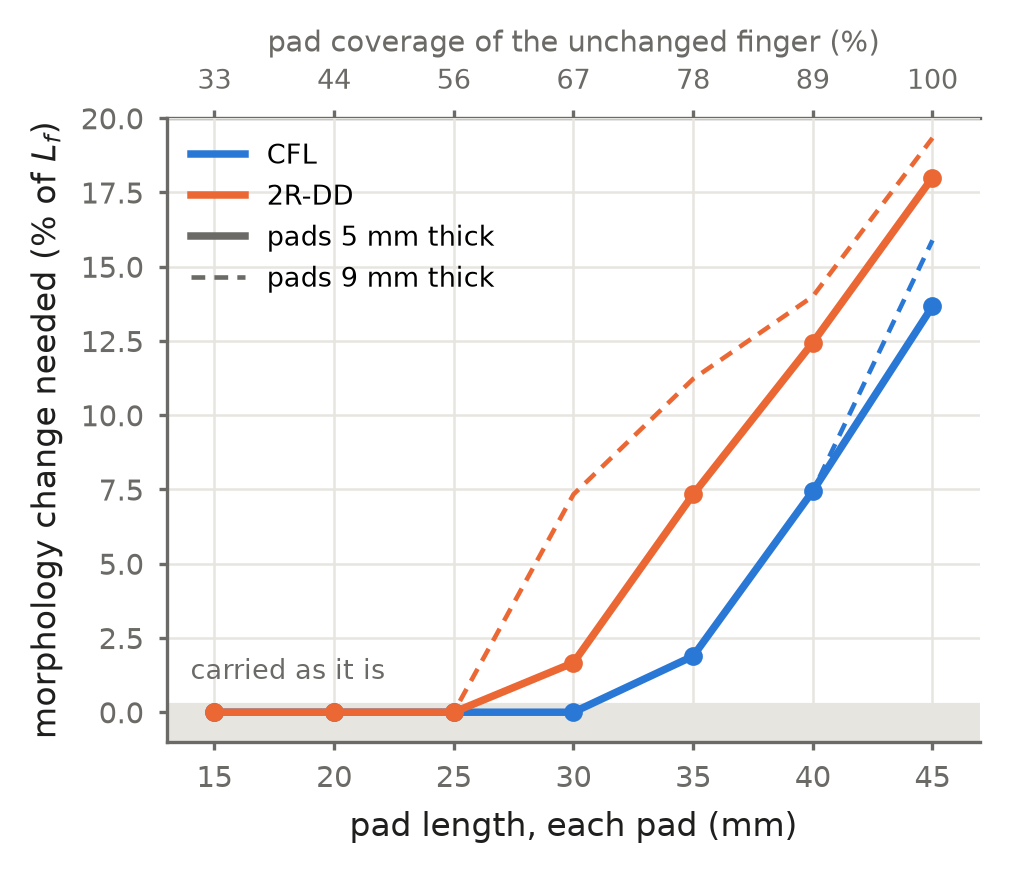 pad coverage of the unchanged finger (%)
33 44 56 67 78 89 100
morphology change needed (% of L_f)
20.0
17.5
15.0
12.5
10.0
7.5
5.0
2.5
0.0
CFL
2R-DD
pads 5 mm thick
pads 9 mm thick
carried as it is
15 20 25 30 35 40 45
pad length, each pad (mm)